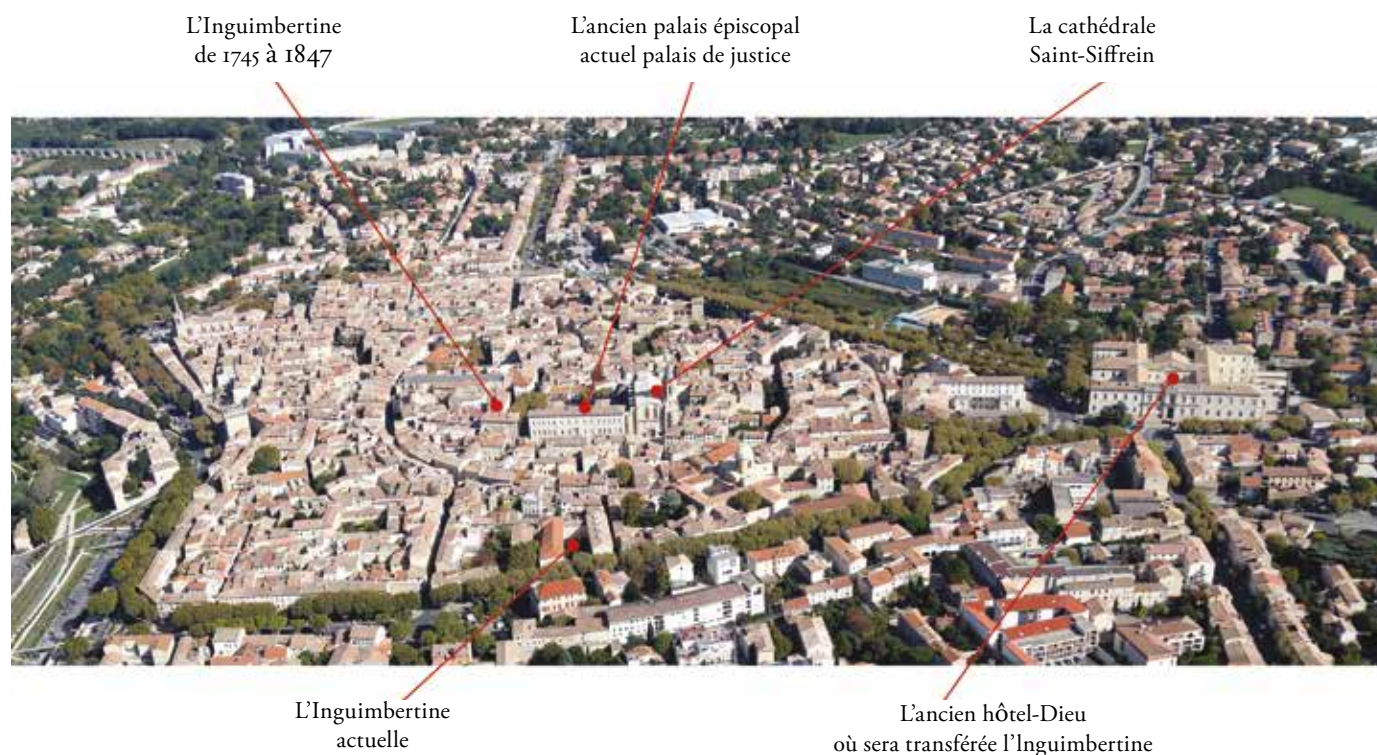 L’Inguimbertine
de 1745 à 1847
L’ancien palais épiscopal
actuel palais de justice
La cathédrale
Saint-Siffrein
L’Inguimbertine
actuelle
L’ancien hôtel-Dieu
où sera transférée l’Inguimbertine